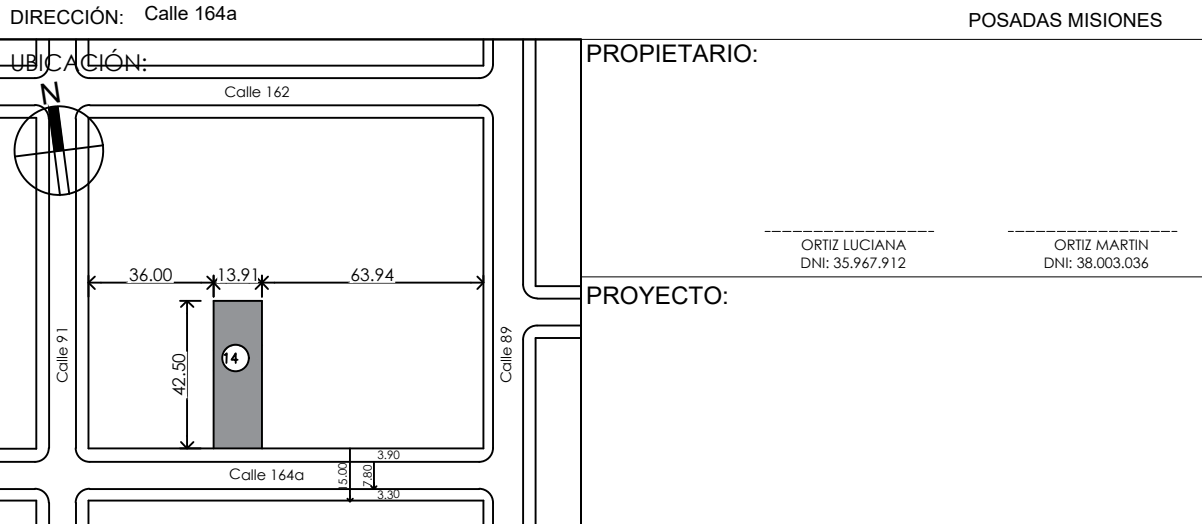 DIRECCIÓN: Calle 164a
POSADAS MISIONES
UBICACIÓN:
N
Calle 162
36.00
13.91
63.94
42.50
14
Calle 91
Calle 89
Calle 164a
3.90
15.00
7.80
3.30
PROPIETARIO:
ORTIZ LUCIANA
DNI: 35.967.912
ORTIZ MARTIN
DNI: 38.003.036
PROYECTO: